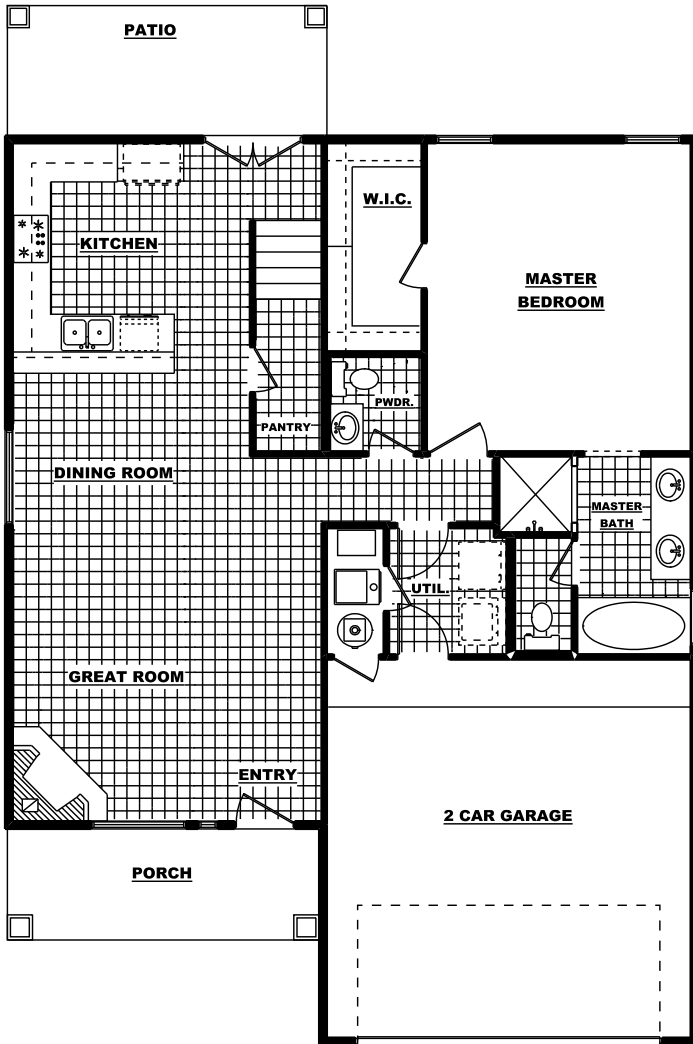 PATIO
W.I.C.
KITCHEN
MASTER
BEDROOM
PWDR.
PANTRY
DINING ROOM
MASTER
BATH
UTIL.
GREAT ROOM
ENTRY
2 CAR GARAGE
PORCH